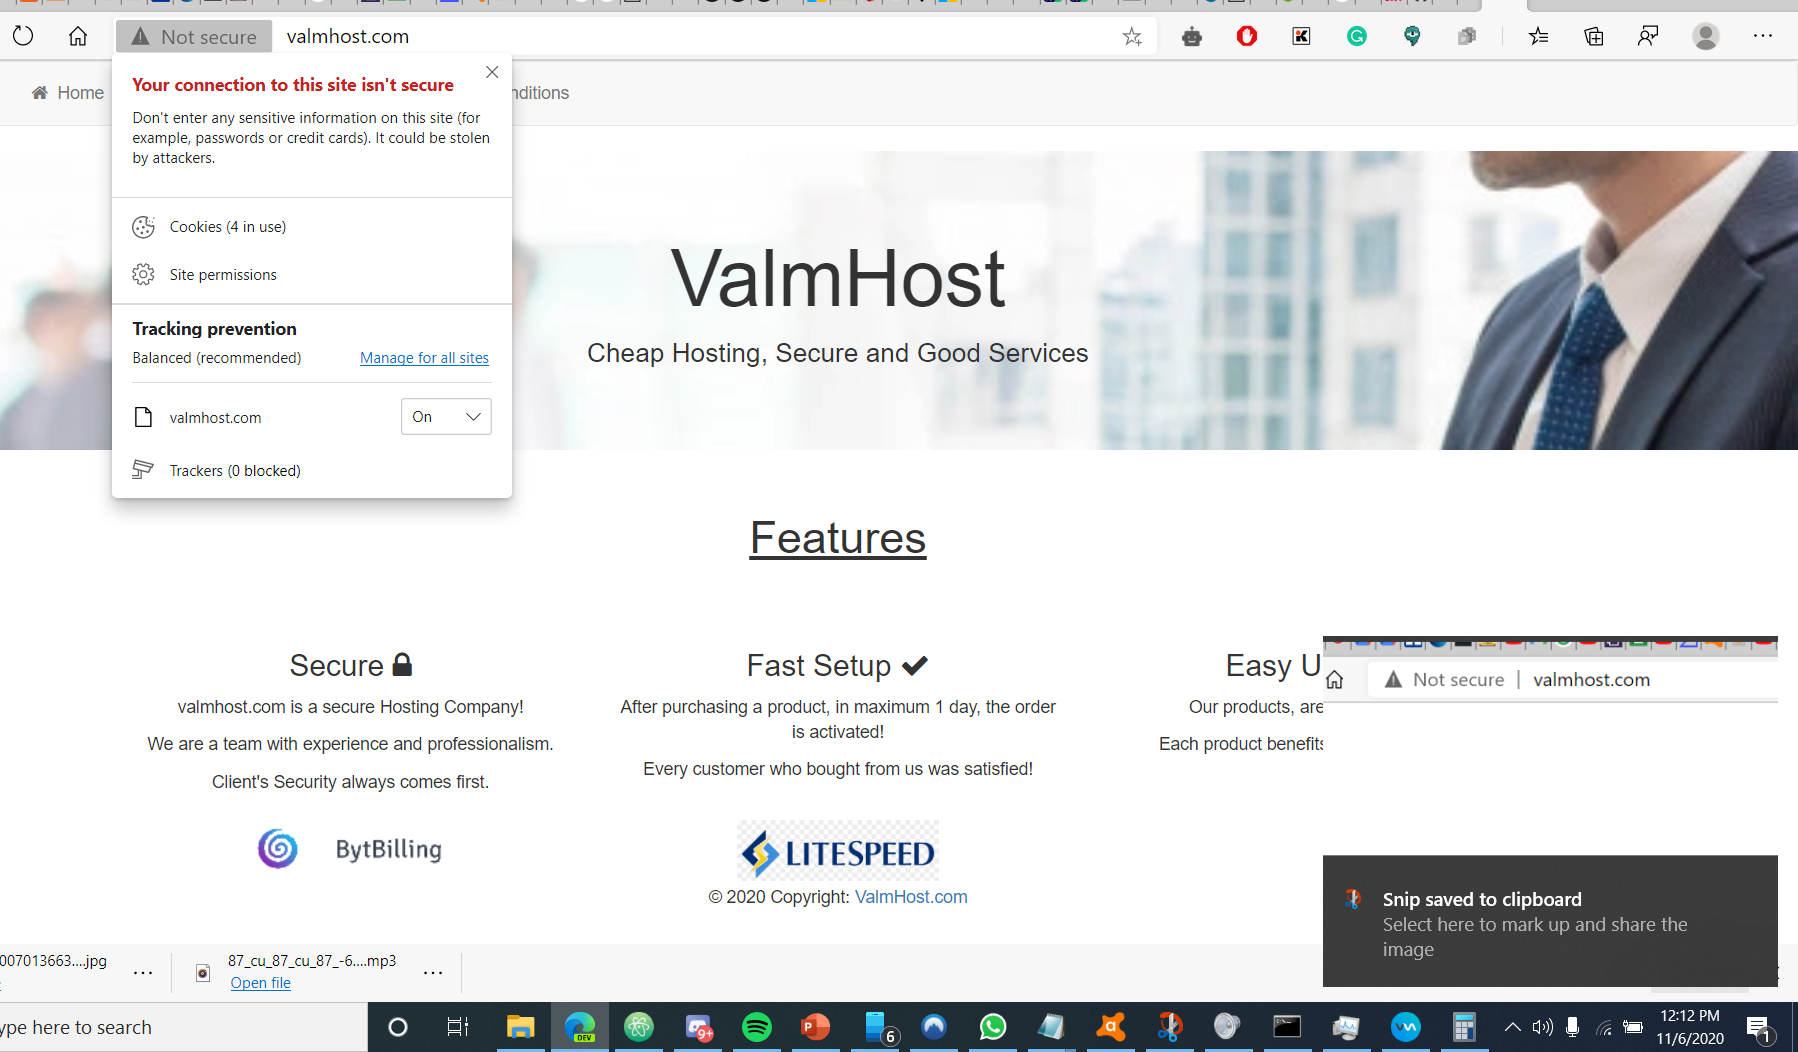 Not secure
valmhost.com
Home
nditions
Your connection to this site isn't secure
Don't enter any sensitive information on this site (for
example, passwords or credit cards). It could be stolen
by attackers.
Cookies (4 in use)
Site permissions
Tracking prevention
Balanced (recommended)
Manage for all sites
valmhost.com
On
Trackers (0 blocked)
ValmHost
Cheap Hosting, Secure and Good Services
Features
Secure
valmhost.com is a secure Hosting Company!
We are a team with experience and professionalism.
Client's Security always comes first.
BytBilling
Fast Setup
After purchasing a product, in maximum 1 day, the order
is activated!
Every customer who bought from us was satisfied!
LITESPEED
© 2020 Copyright: ValmHost.com
Easy U
Our products, are
Each product benefits
Not secure | valmhost.com
Snip saved to clipboard
Select here to mark up and share the
image
007013663....jpg
87_cu_87_cu_87_-6....mp3
Open file
ype here to search
DEV
9+
6
12:12 PM
11/6/2020
1